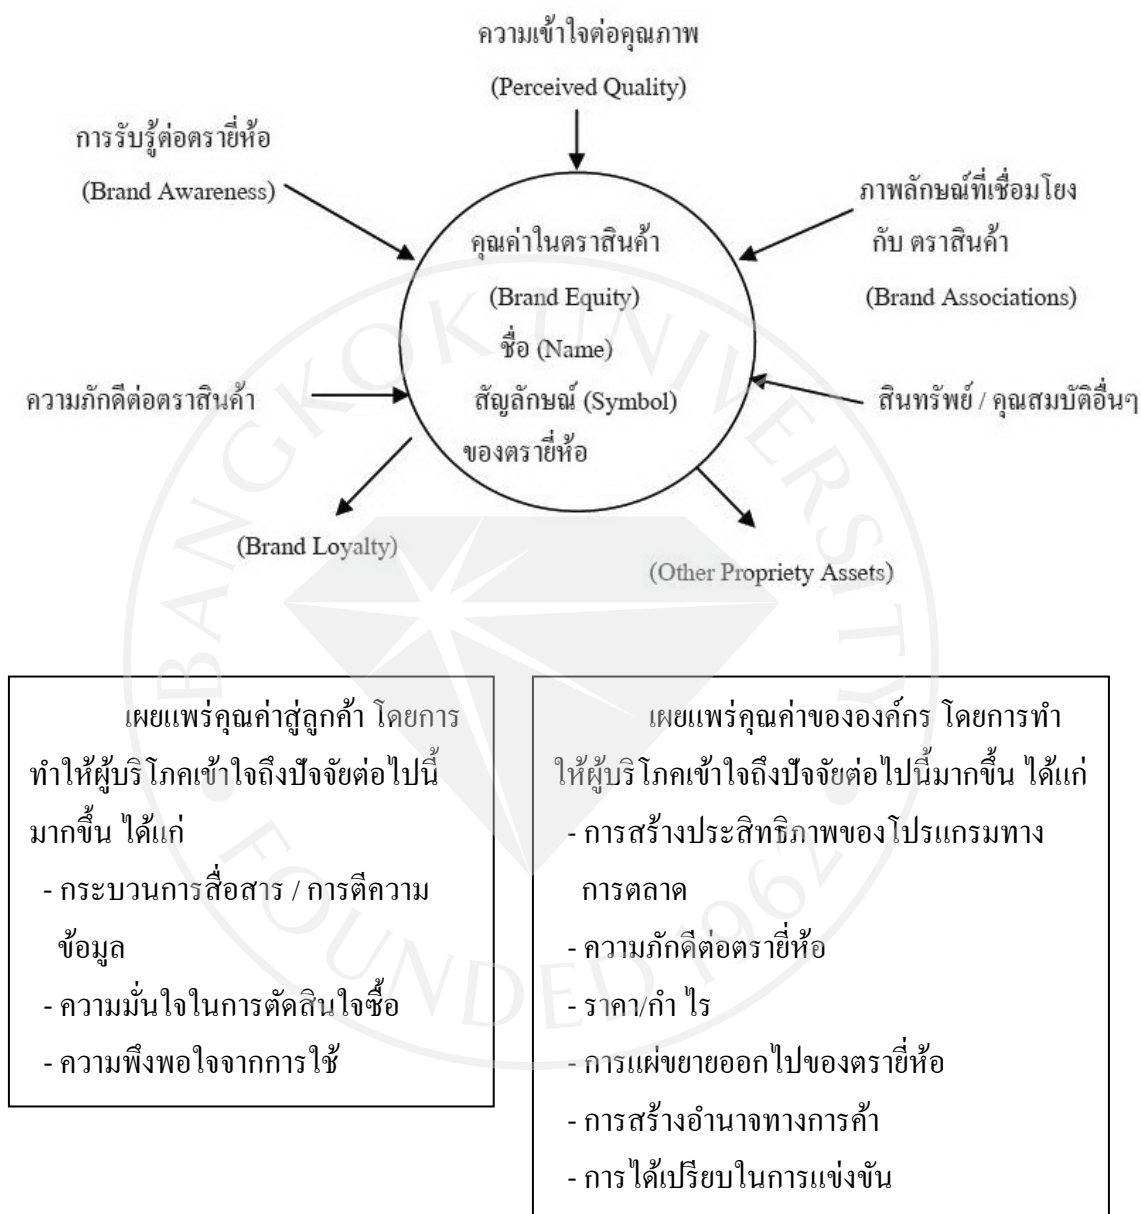 ความเข้าใจต่อคุณภาพ
(Perceived Quality)
การรับรู้ต่อตรายี่ห้อ
(Brand Awareness)
ภาพลักษณ์ที่เชื่อมโยง
กับ ตราสินค้า
(Brand Associations)
คุณค่าในตราสินค้า
(Brand Equity)
ชื่อ (Name)
สัญลักษณ์ (Symbol)
ของตรายี่ห้อ
ความภักดีต่อตราสินค้า
สินทรัพย์ / คุณสมบัติอื่นๆ
(Brand Loyalty)
(Other Propriety Assets)
เผยแพร่คุณค่าสู่ลูกค้า โดยการ
ทำให้ผู้บริโภคเข้าใจถึงปัจจัยต่อไปนี้
มากขึ้น ได้แก่
- กระบวนการสื่อสาร / การตีความ
ข้อมูล
- ความมั่นใจในการตัดสินใจซื้อ
- ความพึงพอใจจากการใช้
เผยแพร่คุณค่าขององค์กร โดยการทำ
ให้ผู้บริโภคเข้าใจถึงปัจจัยต่อไปนี้มากขึ้น ได้แก่
- การสร้างประสิทธิภาพของโปรแกรมทาง
การตลาด
- ความภักดีต่อตรายี่ห้อ
- ราคา/กำ ไร
- การแผ่ขยายออกไปของตรายี่ห้อ
- การสร้างอำนาจทางการค้า
- การได้เปรียบในการแข่งขัน
BANGKOK UNIVERSITY
FOUNDED 1962